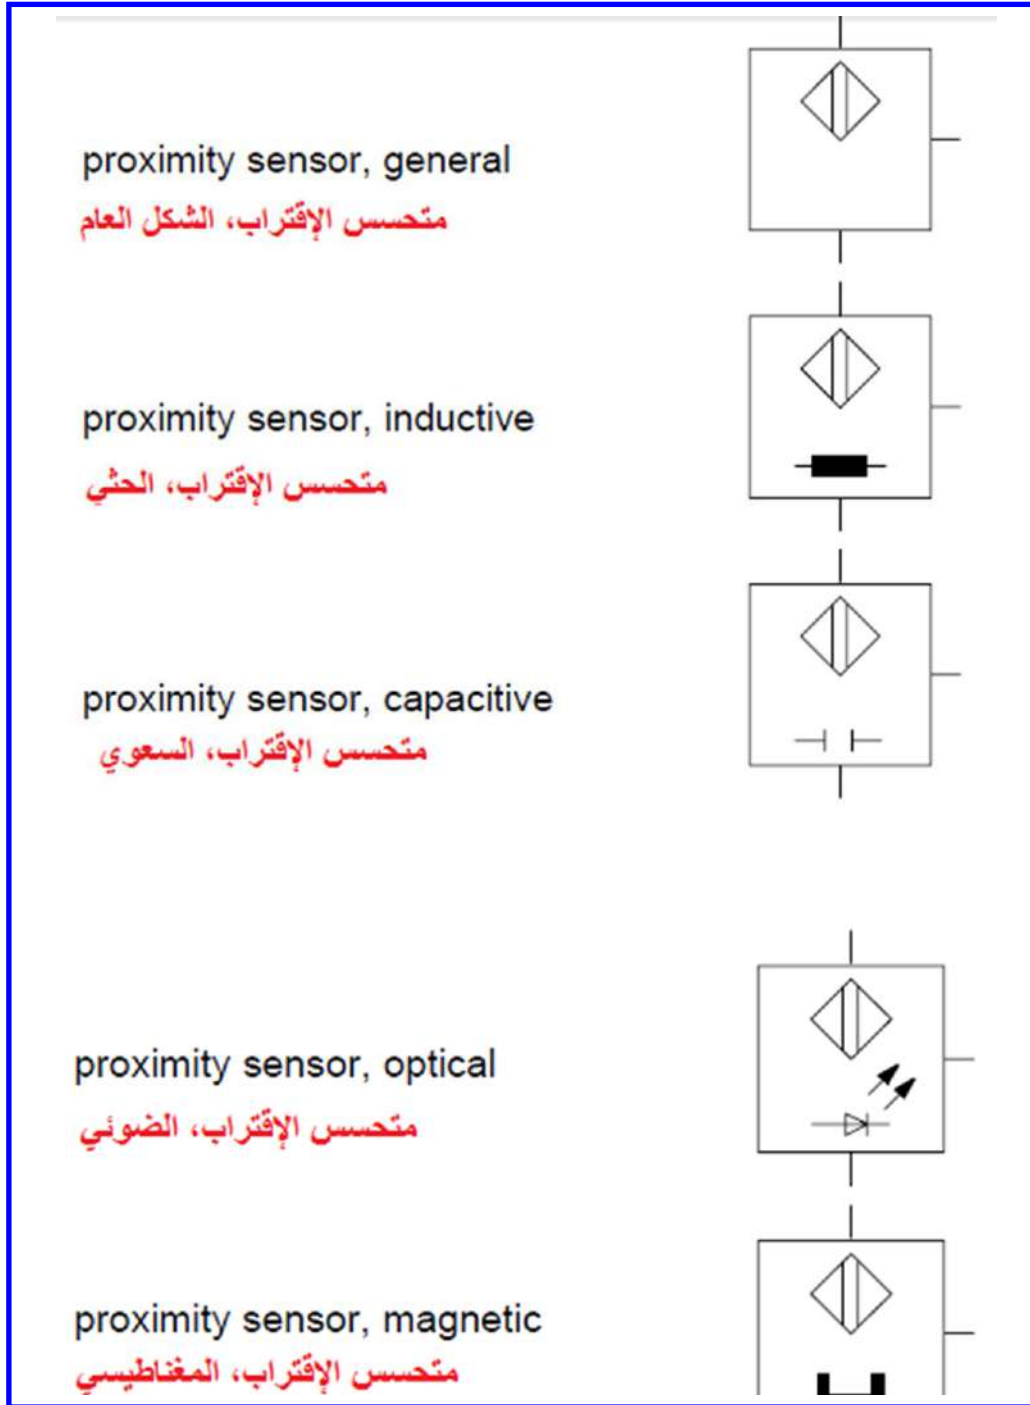 proximity sensor, general
متحسس الإقتراب، الشكل العام
proximity sensor, inductive
متحسس الإقتراب، الحثي
proximity sensor, capacitive
متحسس الإقتراب، السعوي
proximity sensor, optical
متحسس الإقتراب، الضوئي
proximity sensor, magnetic
متحسس الإقتراب، المغناطيسي